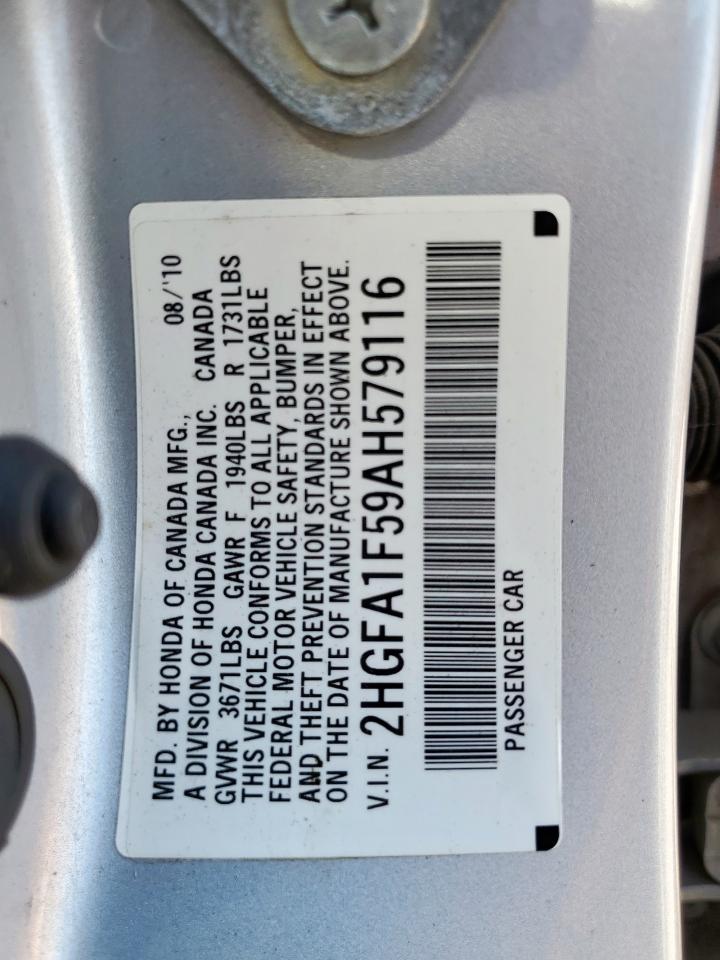 MFD. BY HONDA OF CANADA MFG., 08/'10
A DIVISION OF HONDA CANADA INC. CANADA
GVWR 3671LBS GAWR F 1940LBS R 1731LBS
THIS VEHICLE CONFORMS TO ALL APPLICABLE
FEDERAL MOTOR VEHICLE SAFETY, BUMPER,
AND THEFT PREVENTION STANDARDS IN EFFECT
ON THE DATE OF MANUFACTURE SHOWN ABOVE.
V.I.N. 2HGFA1F59AH579116
PASSENGER CAR